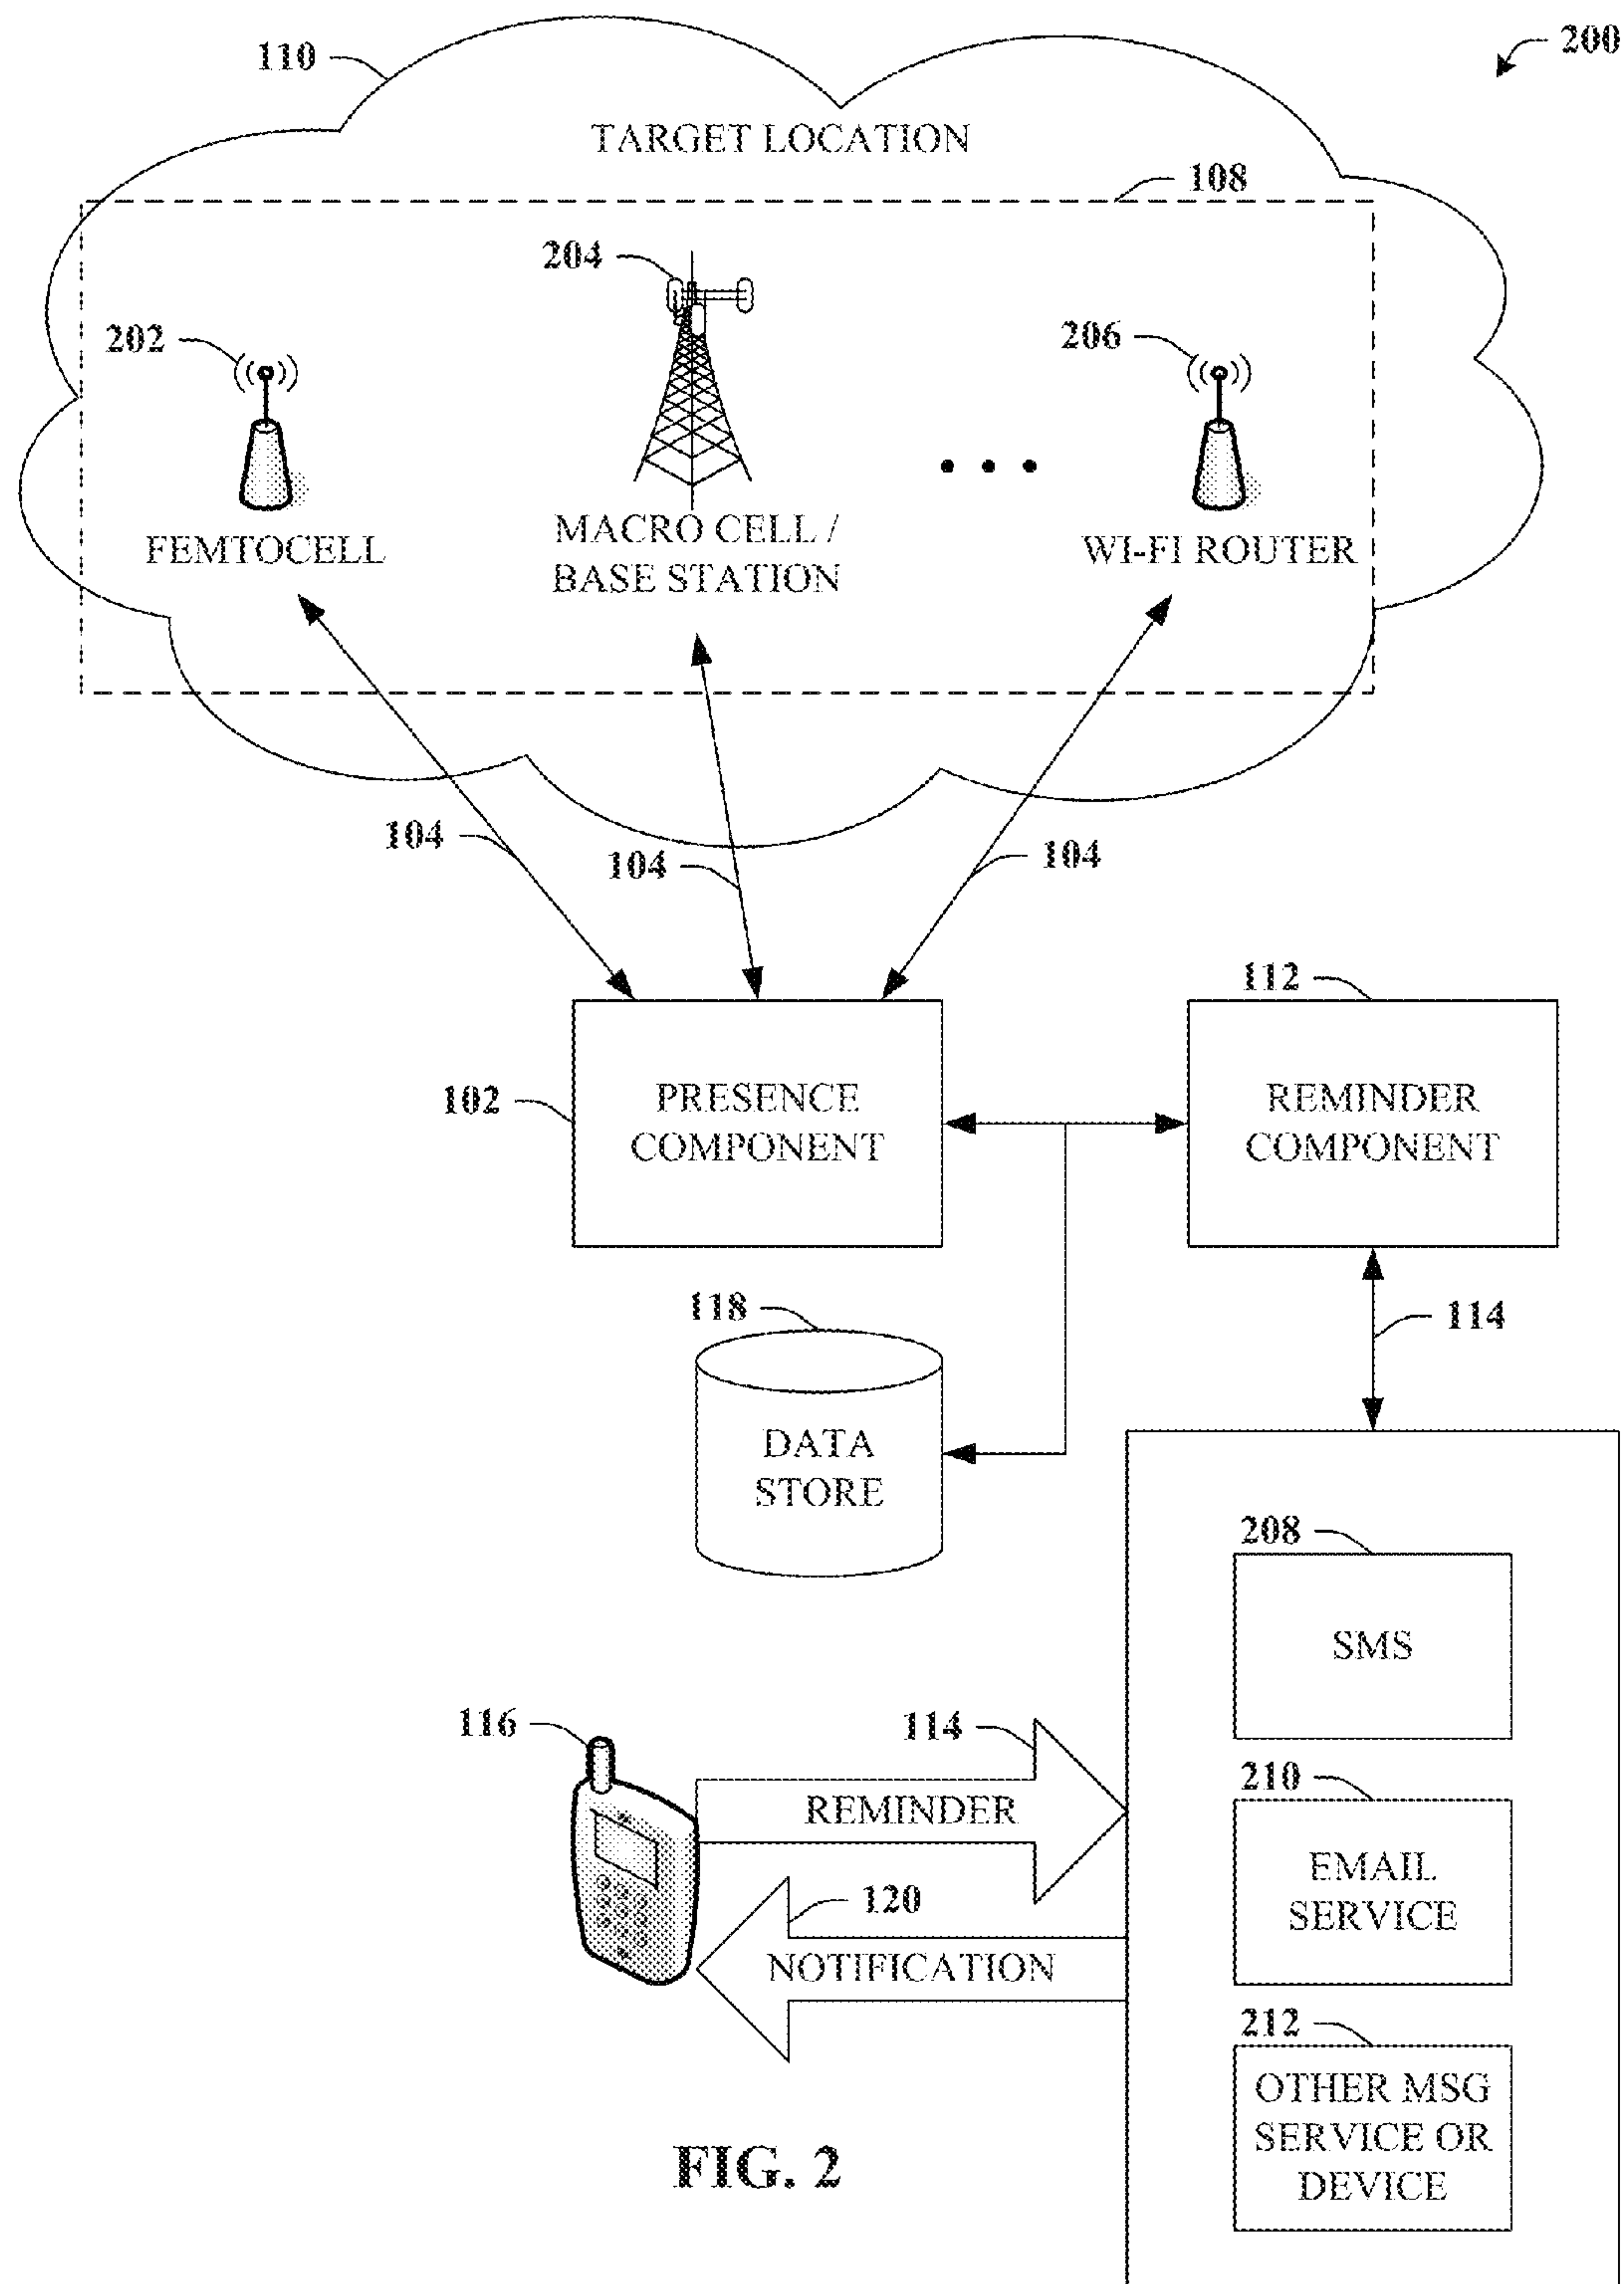 200
110
TARGET LOCATION
108
204
202
206
FEMTOCELL
MACRO CELL /
BASE STATION
WI-FI ROUTER
104
104
104
112
102
PRESENCE
COMPONENT
REMINDER
COMPONENT
118
114
DATA
STORE
208
SMS
116
114
REMINDER
210
EMAIL
SERVICE
120
NOTIFICATION
212
OTHER MSG
SERVICE OR
DEVICE
FIG. 2